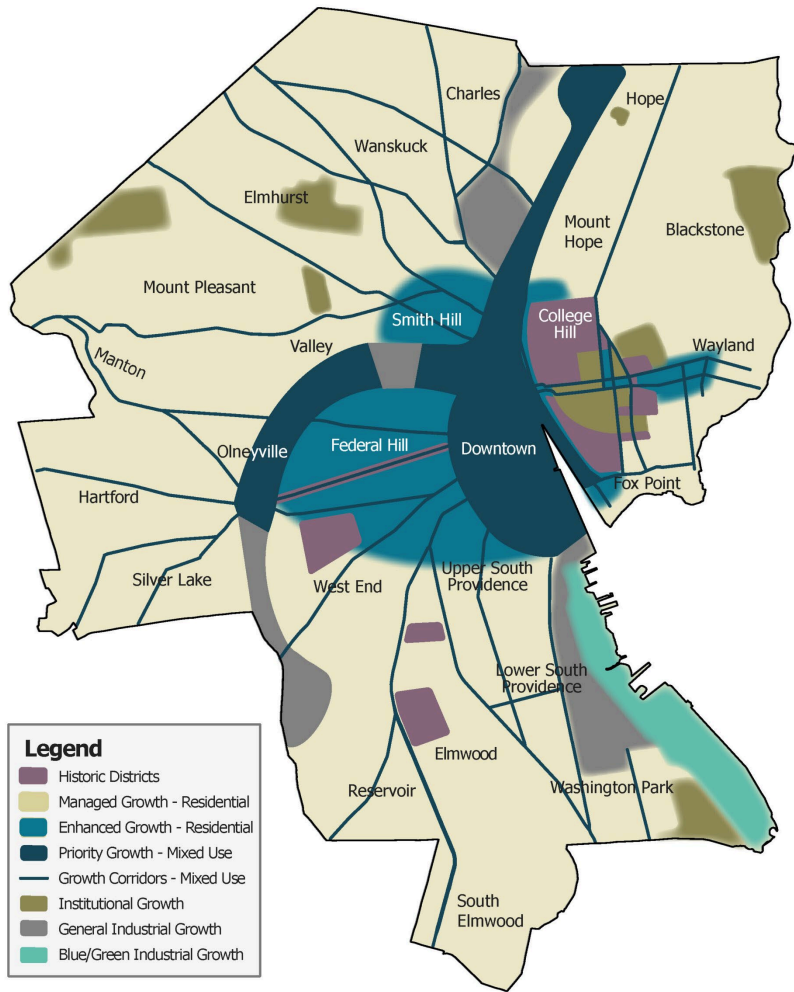 Charles
Hope
Wanskuck
Elmhurst
Mount
Hope
Blackstone
Mount Pleasant
Smith Hill
College
Hill
Valley
Wayland
Manton
Olneyville
Federal Hill
Downtown
Hartford
Fox Point
Silver Lake
West End
Upper South
Providence
Lower South
Providence
Elmwood
Reservoir
Washington Park
South
Elmwood
Legend
Historic Districts
Managed Growth - Residential
Enhanced Growth - Residential
Priority Growth - Mixed Use
Growth Corridors - Mixed Use
Institutional Growth
General Industrial Growth
Blue/Green Industrial Growth